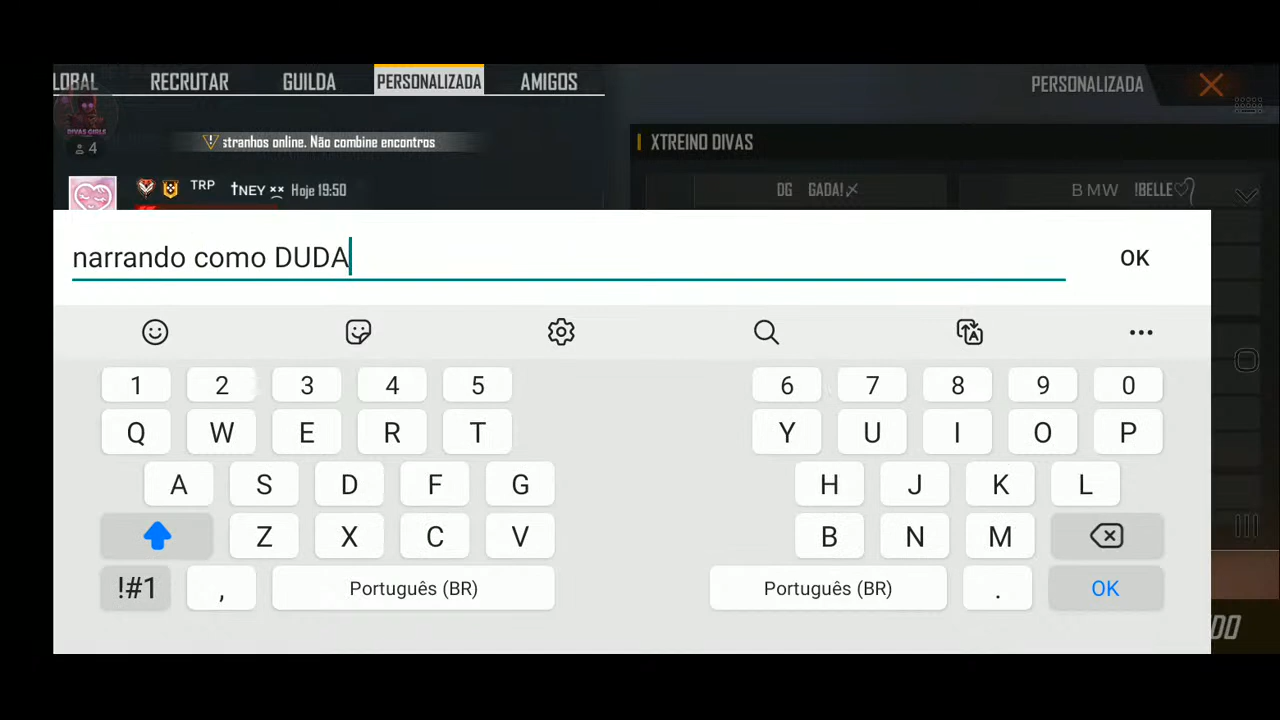 LOBAL RECRUTAR GUILDA PERSONALIZADA AMIGOS PERSONALIZADA
DIVAS GIRLS
4
stranhos online. Não combine encontros
XTREINO DIVAS
TRP †NEY ×͜× Hoje 19:50
DG GADA!
BMW !BELLE
narrando como DUDA
OK
1 2 3 4 5 6 7 8 9 0
Q W E R T Y U I O P
A S D F G H J K L
Z X C V B N M
!#1 , Português (BR) Português (BR) . OK